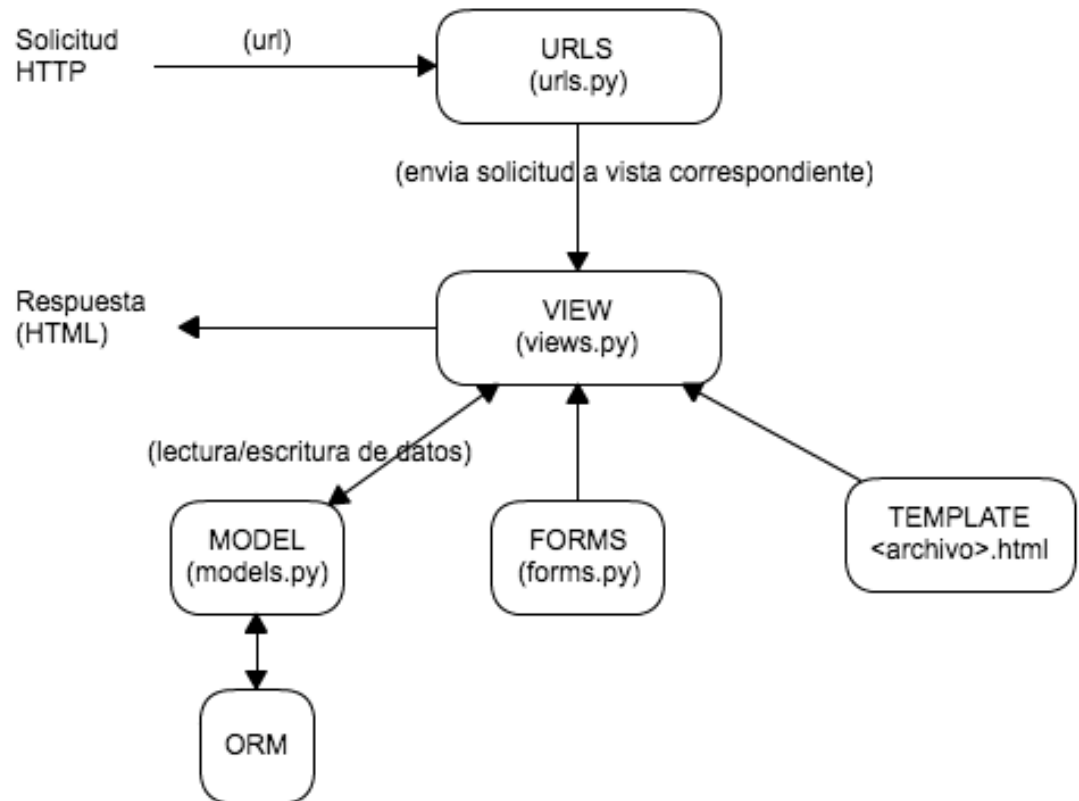 Solicitud
HTTP
(url)
URLS
(urls.py)
(envia solicitud a vista correspondiente)
Respuesta
(HTML)
VIEW
(views.py)
(lectura/escritura de datos)
MODEL
(models.py)
FORMS
(forms.py)
TEMPLATE
<archivo>.html
ORM